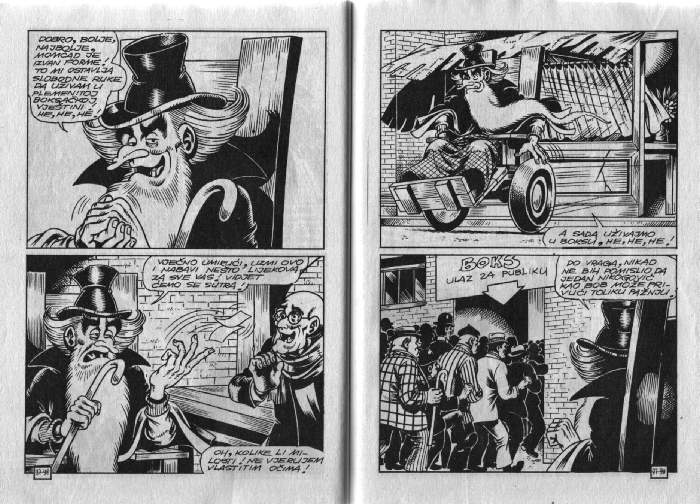 DOBRO, BOLJE,
NAJBOLJE.
MOMČAD JE
IZVAN FORME!
TO MI OSTAVLJA
SLOBODNE RUKE
DA UŽIVAM U
PLEMENITOJ
BOKSAČKOJ
VJEŠTINI
HE, HE, HE,
VJEČNO UMIRUĆI, UZMI OVO
I NABAVI NEŠTO LIJEKOVA
ZA SVE VAS! VIDJET
ĆEMO SE SUTRA!
OH, KOLIKE LI MI-
LOSTI! NE VJERUJEM
VLASTITIM OČIMA!
A SADA UŽIVAJMO
U BOKSU, HE, HE, HE!
BOKS
ULAZ ZA PUBLIKU
DO VRAGA, NIKAD
NE BIH POMISLIO DA
JEDAN NIKOGOVIĆ
KAO BOB MOŽE PRI-
VUĆI TOLIKU PAŽNJU.